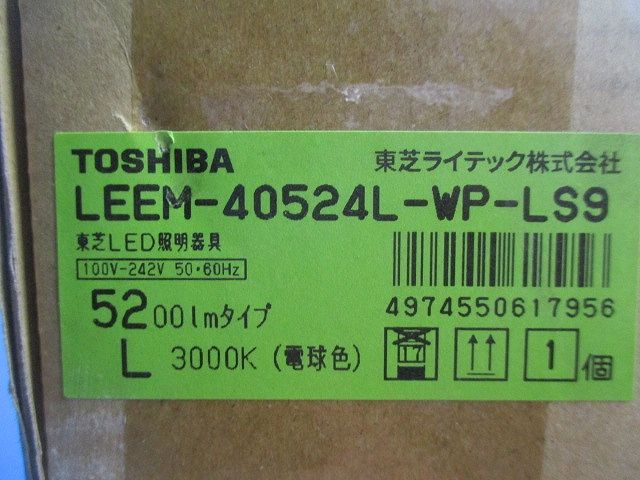 TOSHIBA 東芝ライテック株式会社
LEEM-40524L-WP-LS9
東芝LED照明器具
100V-242V 50・60Hz
4974550617956
5200lmタイプ
L 3000K (電球色)
17
1個